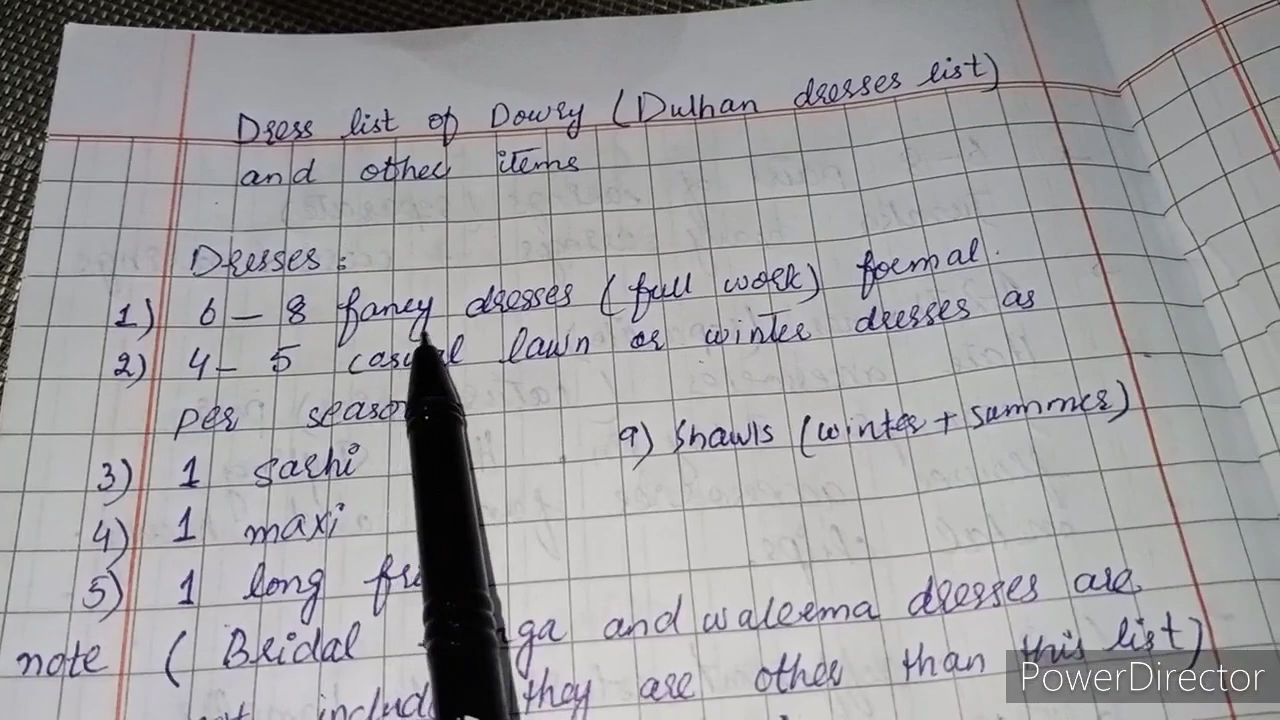 Dress list of Dowry (Dulhan dresses list)
and other items
Dresses :
1) 6 - 8 fancy dresses (full work) formal.
2) 4 - 5 casual lawn or winter dresses as
per season
9) Shawls (winter + summer)
3) 1 sarhi
4) 1 maxi
5) 1 long
note ( Bridal and waleema dresses are
they are other than this list)
PowerDirector